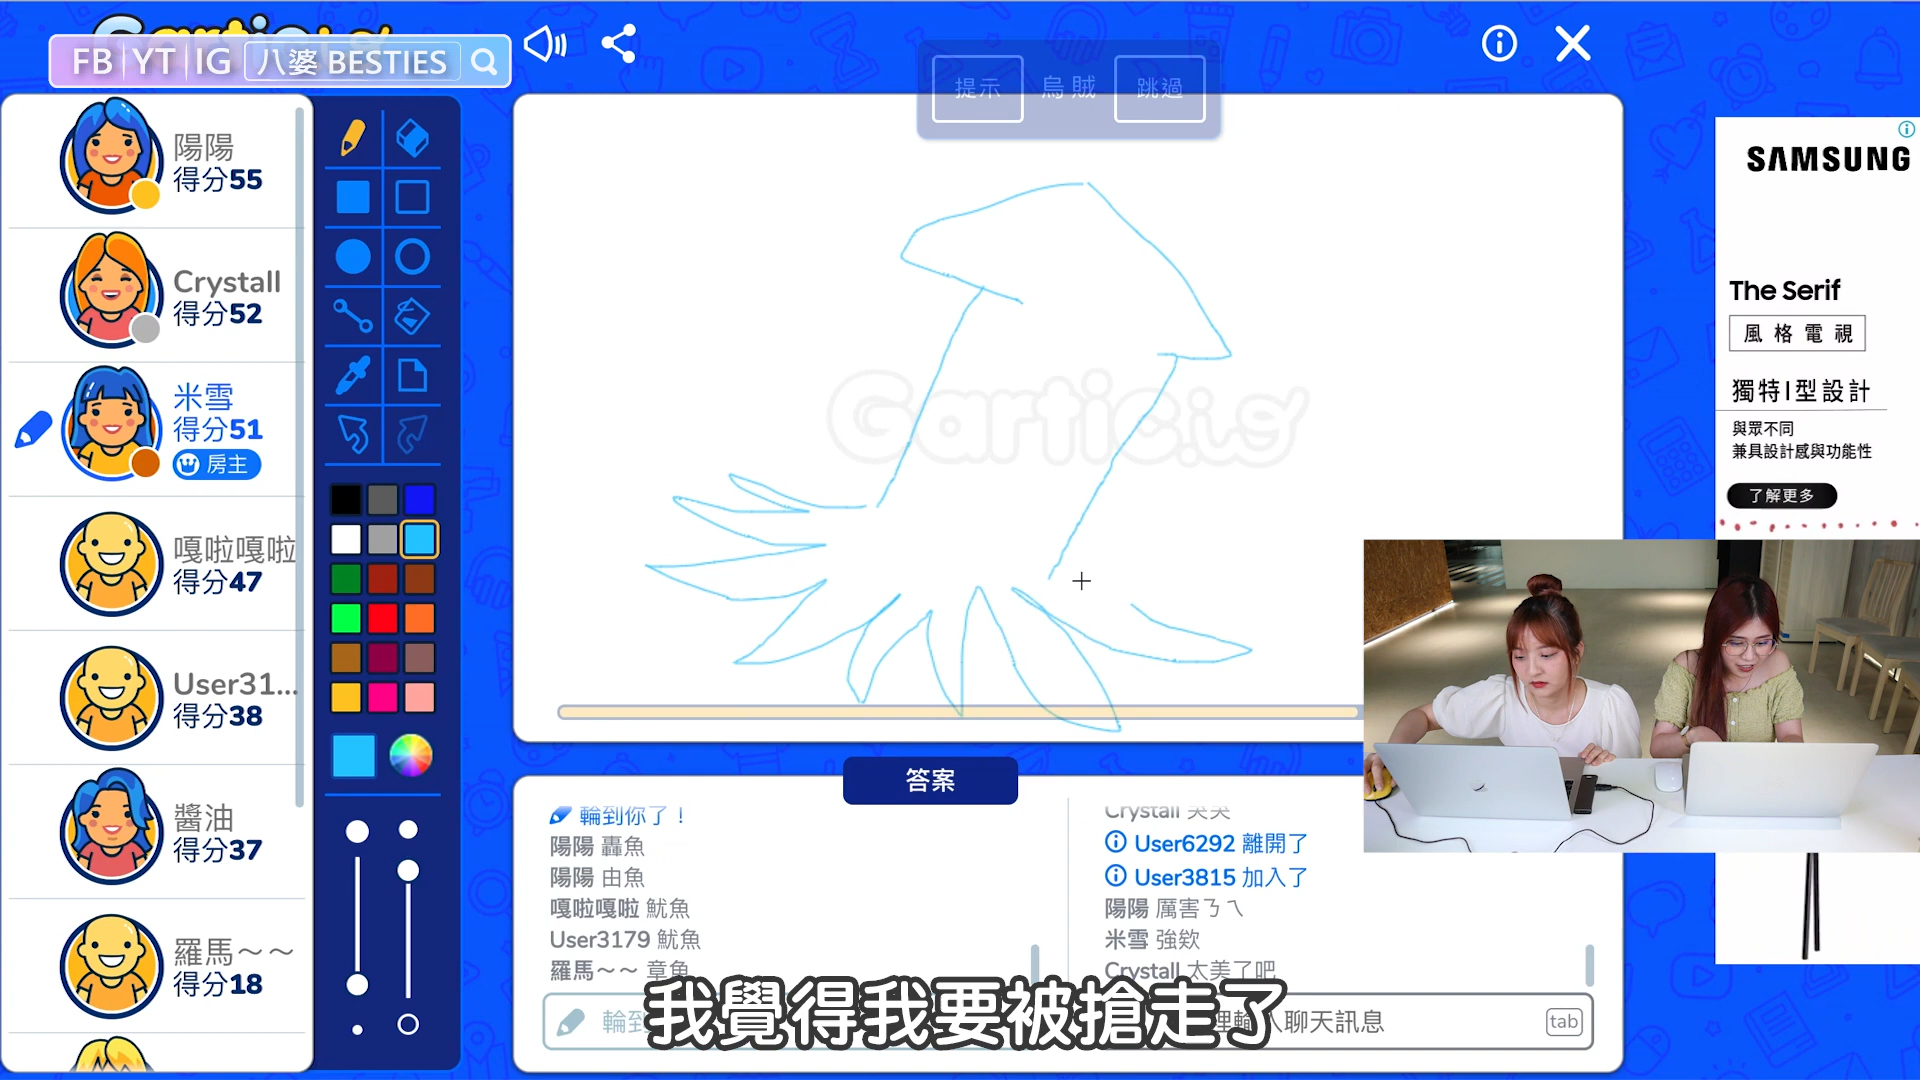 FB YT IG 八婆 BESTIES
提示 烏賊 跳過
陽陽
得分55
Crystall
得分52
米雪
得分51
房主
嘎啦嘎啦
得分47
User31...
得分38
醬油
得分37
羅馬～～
得分18
Gartic.io
答案
輪到你了！
陽陽 轟魚
陽陽 由魚
嘎啦嘎啦 魷魚
User3179 魷魚
羅馬～～ 章魚
Crystall 哭哭
User6292 離開了
User3815 加入了
陽陽 厲害ㄋㄟ
米雪 強欸
Crystall 太美了吧
輪到
聊天訊息
tab
我覺得我要被搶走了
SAMSUNG
The Serif
風格電視
獨特I型設計
與眾不同
兼具設計感與功能性
了解更多